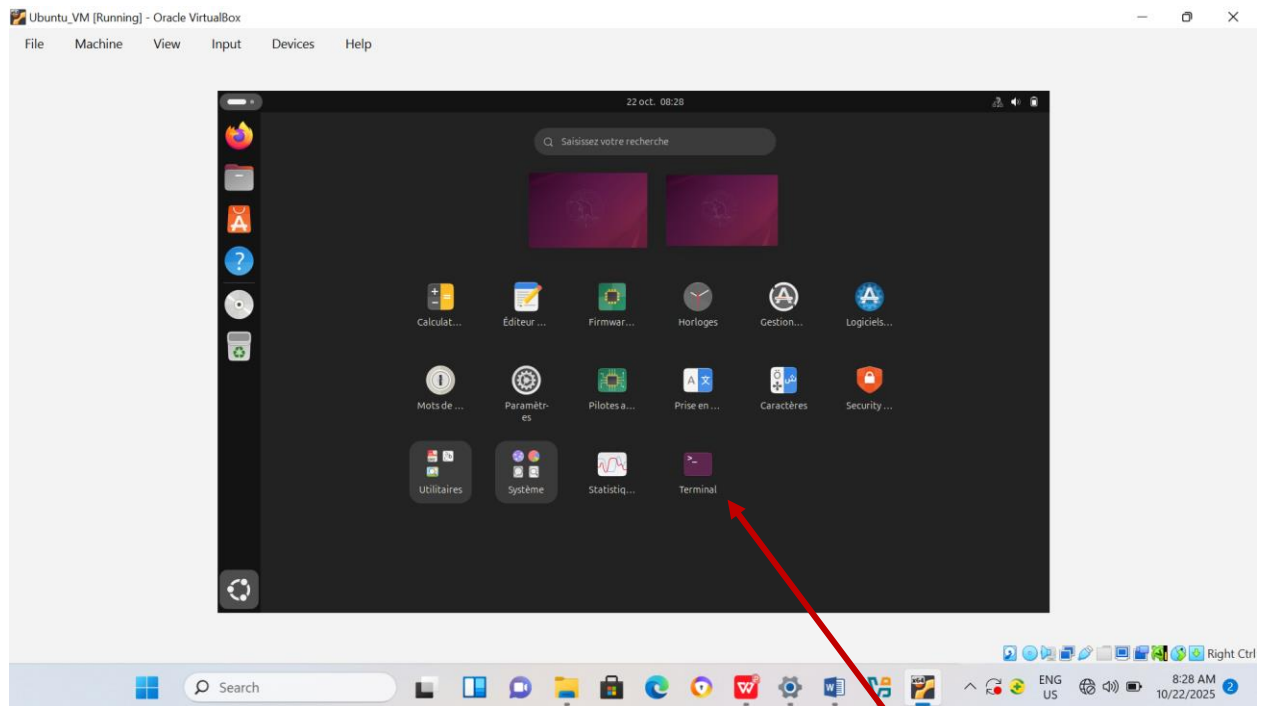 Ubuntu_VM [Running] - Oracle VirtualBox
File Machine View Input Devices Help
22 oct. 08:28
Saisissez votre recherche
Calculat... Éditeur ... Firmwar... Horloges Gestion... Logiciels...
Mots de ... Paramètr-
es Pilotes a... Prise en ... Caractères Security ...
Utilitaires Système Statistiq... Terminal
Right Ctrl
Search
ENG
US
8:28 AM
10/22/2025
2